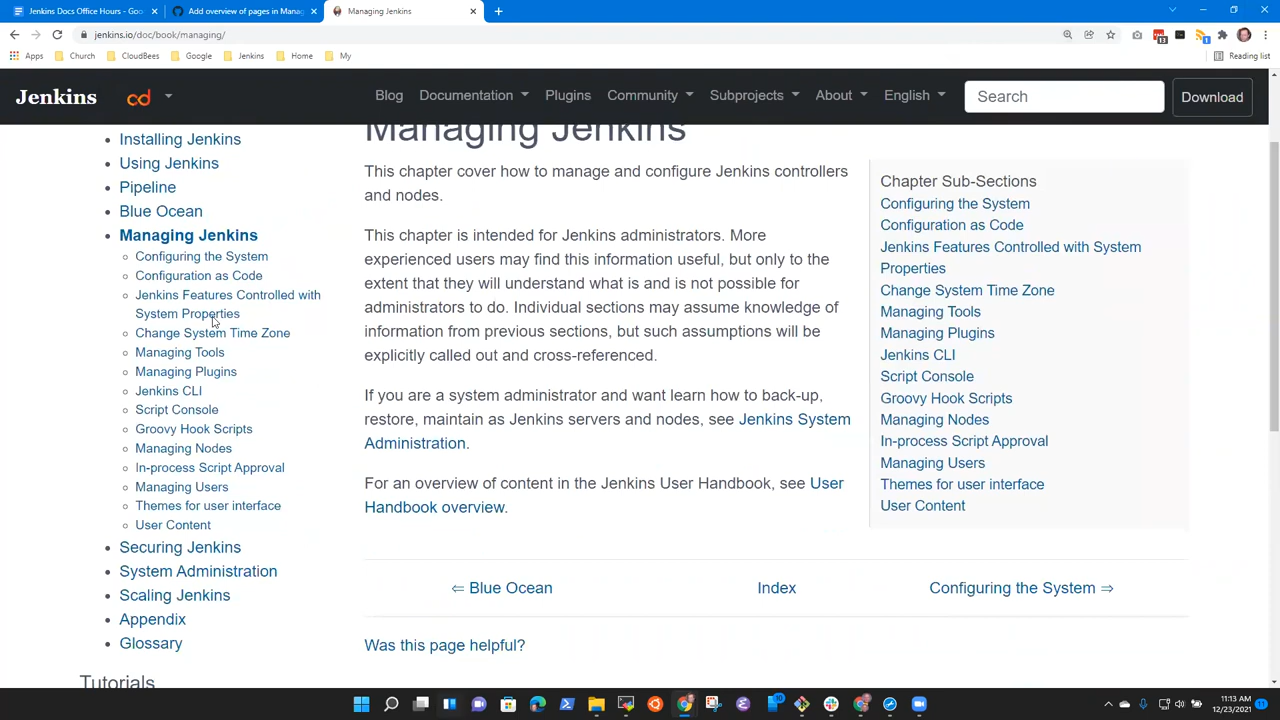 Jenkins Docs Office Hours - Goo
Add overview of pages in Manag
Managing Jenkins
jenkins.io/doc/book/managing/
Apps
Church
CloudBees
Google
Jenkins
Home
My
Reading list
Jenkins
cd
Blog
Documentation
Plugins
Community
Subprojects
About
English
Search
Download
Installing Jenkins
Using Jenkins
Pipeline
Blue Ocean
Managing Jenkins
Configuring the System
Configuration as Code
Jenkins Features Controlled with
System Properties
Change System Time Zone
Managing Tools
Managing Plugins
Jenkins CLI
Script Console
Groovy Hook Scripts
Managing Nodes
In-process Script Approval
Managing Users
Themes for user interface
User Content
Securing Jenkins
System Administration
Scaling Jenkins
Appendix
Glossary
Tutorials
Managing Jenkins
This chapter cover how to manage and configure Jenkins controllers
and nodes.
This chapter is intended for Jenkins administrators. More
experienced users may find this information useful, but only to the
extent that they will understand what is and is not possible for
administrators to do. Individual sections may assume knowledge of
information from previous sections, but such assumptions will be
explicitly called out and cross-referenced.
If you are a system administrator and want learn how to back-up,
restore, maintain as Jenkins servers and nodes, see Jenkins System
Administration.
For an overview of content in the Jenkins User Handbook, see User
Handbook overview.
Chapter Sub-Sections
Configuring the System
Configuration as Code
Jenkins Features Controlled with System
Properties
Change System Time Zone
Managing Tools
Managing Plugins
Jenkins CLI
Script Console
Groovy Hook Scripts
Managing Nodes
In-process Script Approval
Managing Users
Themes for user interface
User Content
⇐ Blue Ocean
Index
Configuring the System ⇒
Was this page helpful?
11:13 AM
12/23/2021